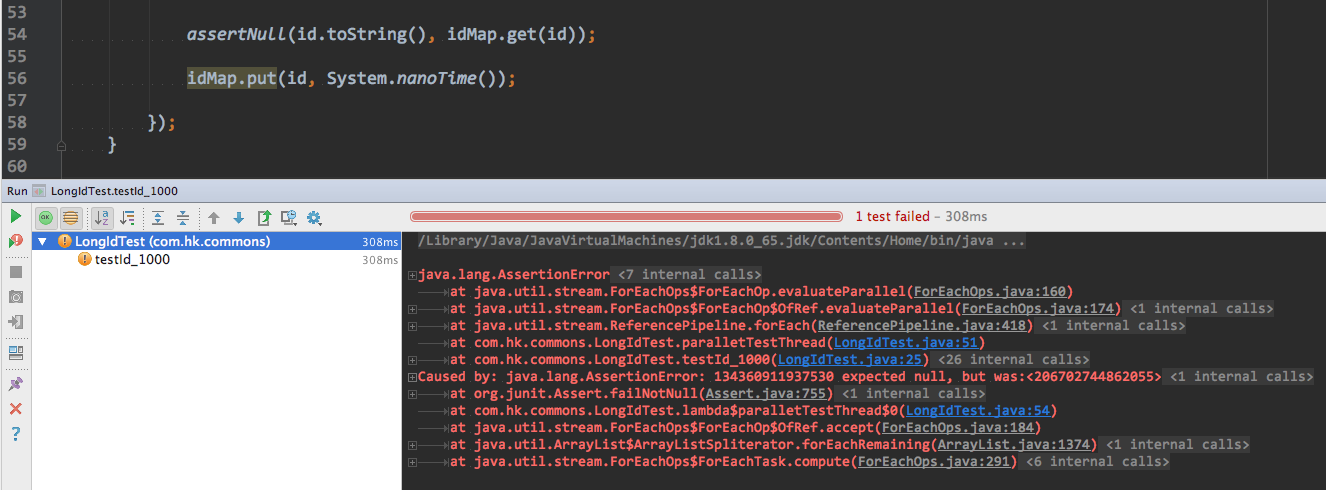 53
54 assertNull(id.toString(), idMap.get(id));
55
56 idMap.put(id, System.nanoTime());
57
58 });
59 }
60
Run LongIdTest.testId_1000
OK a z 1 test failed – 308ms
LongIdTest (com.hk.commons) 308ms
testId_1000 308ms
/Library/Java/JavaVirtualMachines/jdk1.8.0_65.jdk/Contents/Home/bin/java ...
java.lang.AssertionError <7 internal calls>
at java.util.stream.ForEachOps$ForEachOp.evaluateParallel(ForEachOps.java:160)
at java.util.stream.ForEachOps$ForEachOp$OfRef.evaluateParallel(ForEachOps.java:174) <1 internal calls>
at java.util.stream.ReferencePipeline.forEach(ReferencePipeline.java:418) <1 internal calls>
at com.hk.commons.LongIdTest.paralletTestThread(LongIdTest.java:51)
at com.hk.commons.LongIdTest.testId_1000(LongIdTest.java:25) <26 internal calls>
Caused by: java.lang.AssertionError: 134360911937530 expected null, but was:<206702744862055> <1 internal calls>
at org.junit.Assert.failNotNull(Assert.java:755) <1 internal calls>
at com.hk.commons.LongIdTest.lambda$paralletTestThread$0(LongIdTest.java:54)
at java.util.stream.ForEachOps$ForEachOp$OfRef.accept(ForEachOps.java:184)
at java.util.ArrayList$ArrayListSpliterator.forEachRemaining(ArrayList.java:1374) <1 internal calls>
at java.util.stream.ForEachOps$ForEachTask.compute(ForEachOps.java:291) <6 internal calls>